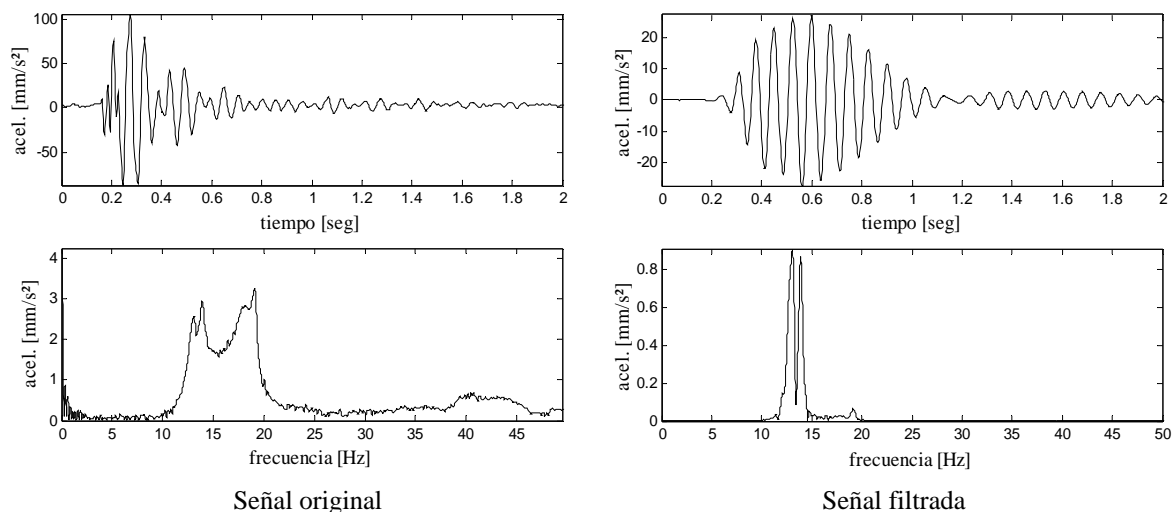 acel. [mm/s²]
100
50
0
-50
0 0.2 0.4 0.6 0.8 1 1.2 1.4 1.6 1.8 2
tiempo [seg]
acel. [mm/s²]
20
10
0
-10
-20
0 0.2 0.4 0.6 0.8 1 1.2 1.4 1.6 1.8 2
tiempo [seg]
acel. [mm/s²]
4
3
2
1
0
0 5 10 15 20 25 30 35 40 45
frecuencia [Hz]
acel. [mm/s²]
0.8
0.6
0.4
0.2
0
0 5 10 15 20 25 30 35 40 45 50
frecuencia [Hz]
Señal original
Señal filtrada